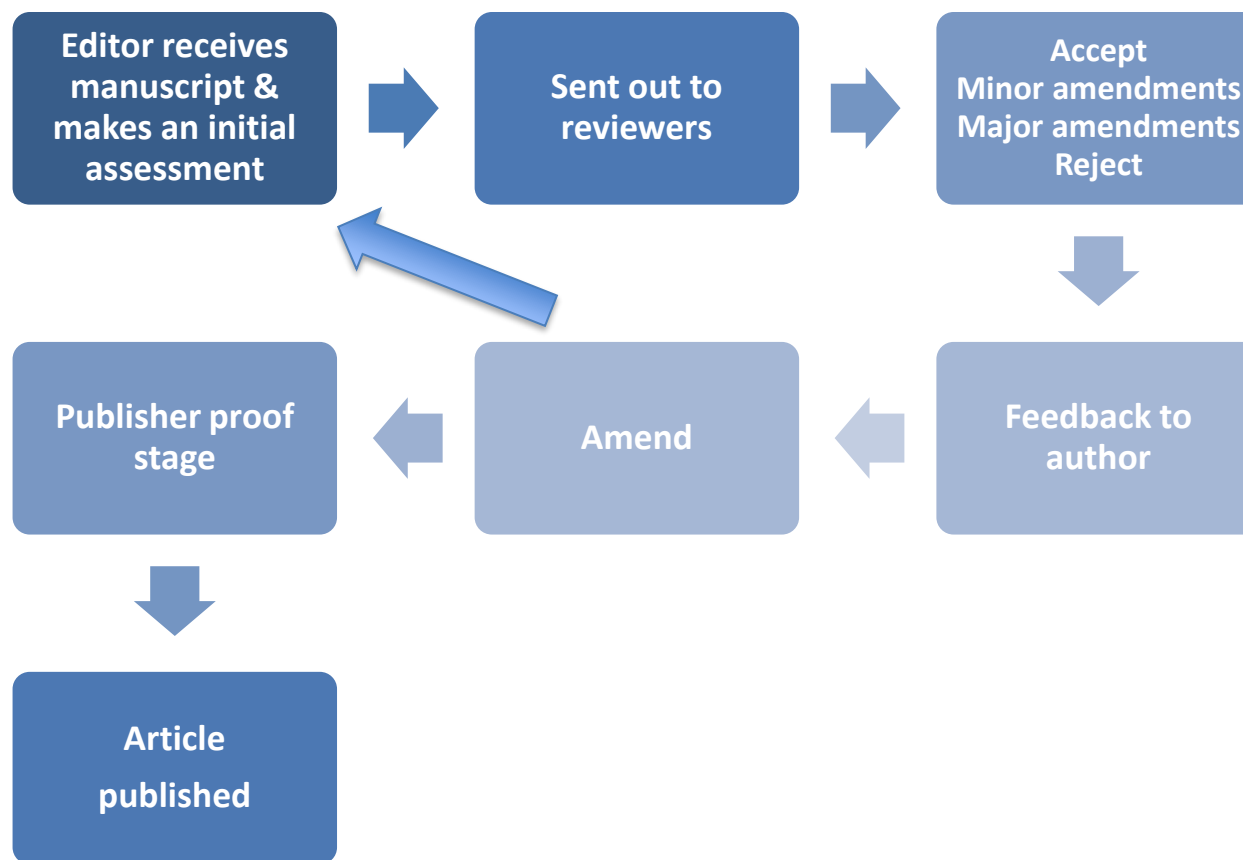 Editor receives
manuscript &
makes an initial
assessment
Sent out to
reviewers
Accept
Minor amendments
Major amendments
Reject
Feedback to
author
Amend
Publisher proof
stage
Article
published